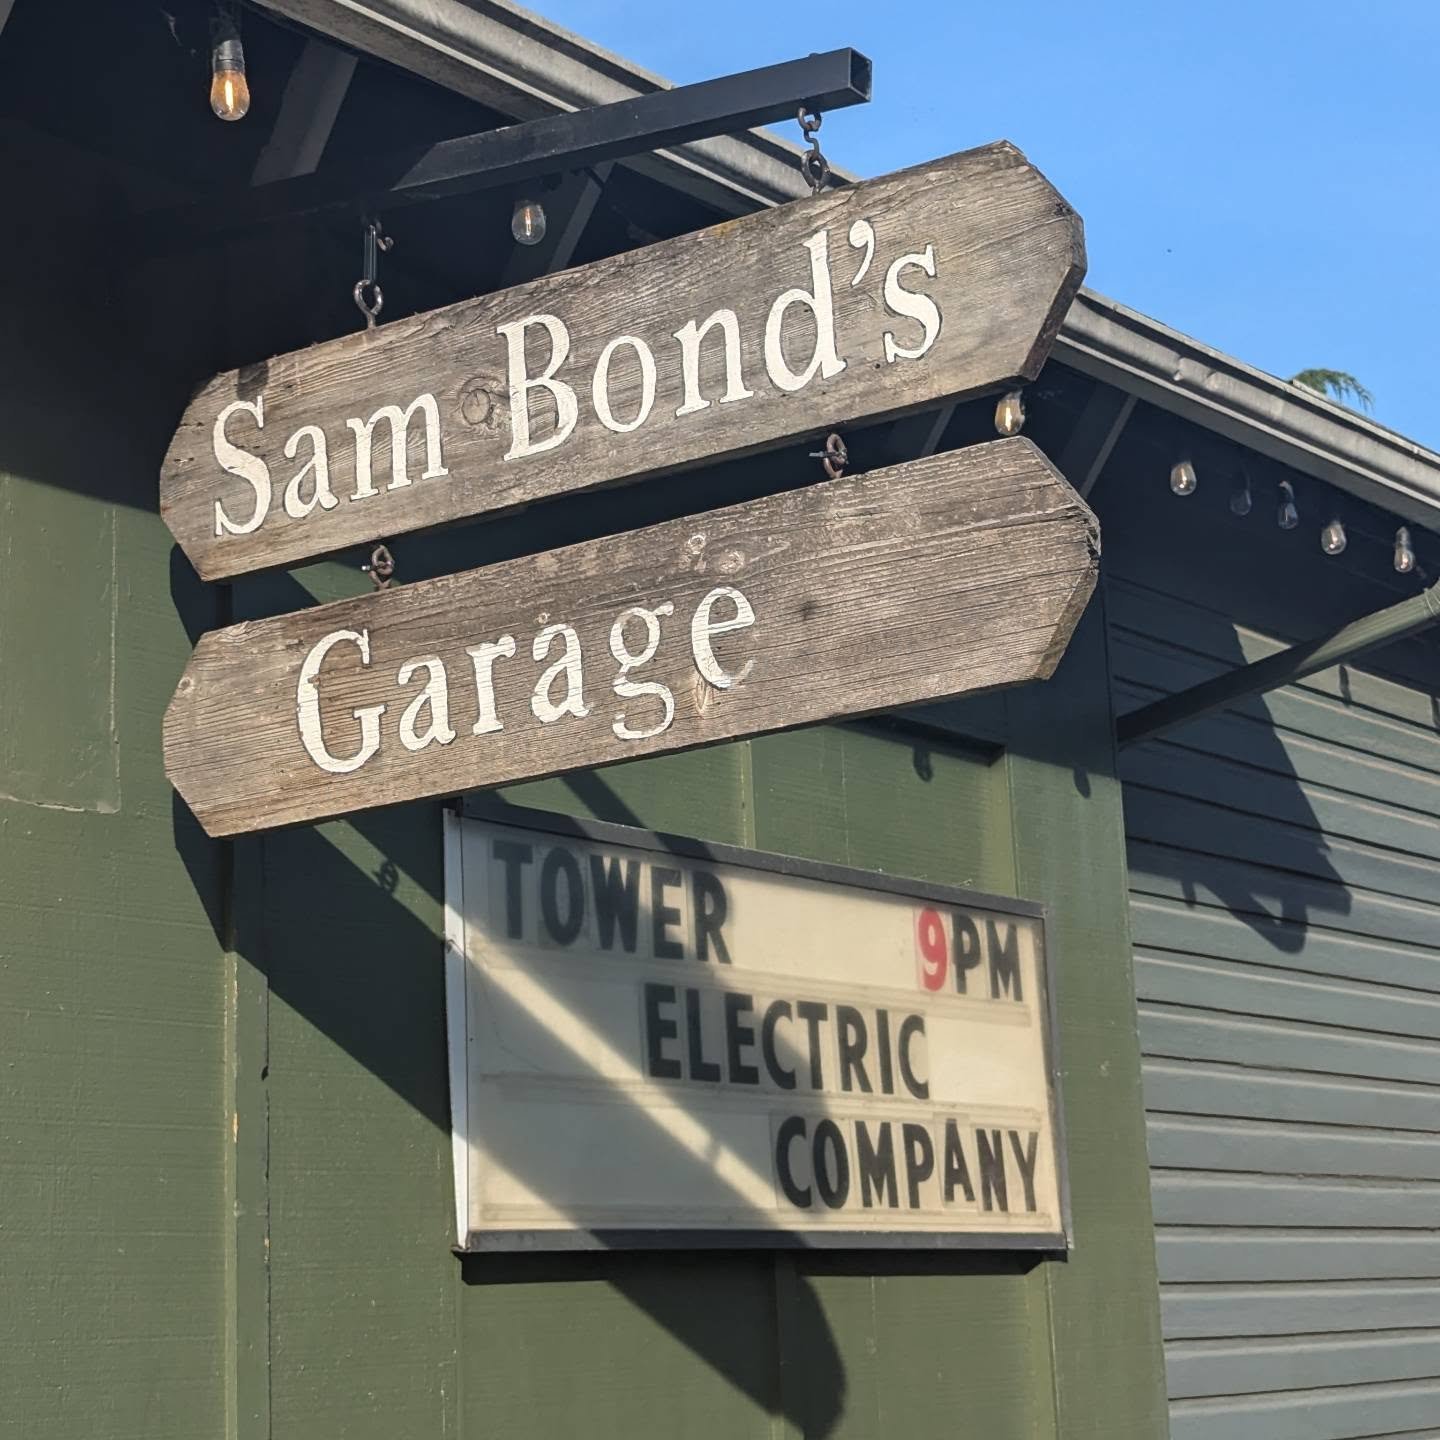 Sam Bond's
Garage
TOWER 9PM
ELECTRIC
COMPANY